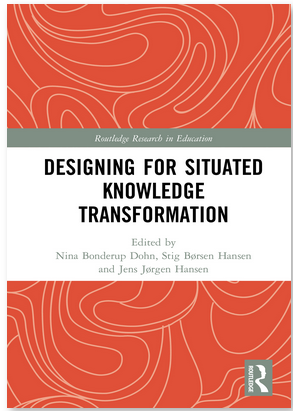 Routledge Research in Education
DESIGNING FOR SITUATED
KNOWLEDGE
TRANSFORMATION
Edited by
Nina Bonderup Dohn, Stig Børsen Hansen
and Jens Jørgen Hansen
R
ROUTLEDGE